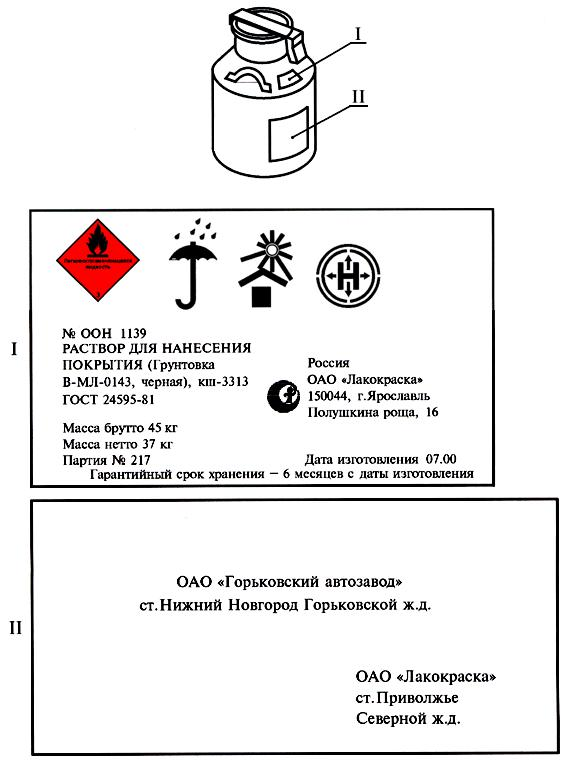 I
II
I
Легковоспламеняющаяся
жидкость
3
№ ООН 1139
РАСТВОР ДЛЯ НАНЕСЕНИЯ
ПОКРЫТИЯ (Грунтовка
В-МЛ-0143, черная), кш-3313
ГОСТ 24595-81
Россия
ОАО «Лакокраска»
150044, г.Ярославль
Полушкина роща, 16
Масса брутто 45 кг
Масса нетто 37 кг
Партия № 217
Дата изготовления 07.00
Гарантийный срок хранения – 6 месяцев с даты изготовления
II
ОАО «Горьковский автозавод»
ст.Нижний Новгород Горьковской ж.д.
ОАО «Лакокраска»
ст.Приволжье
Северной ж.д.